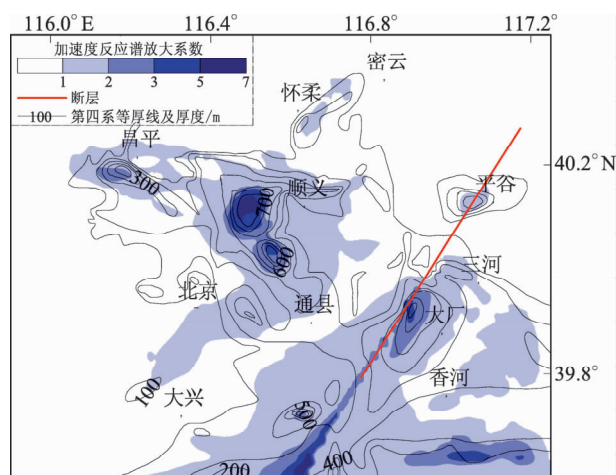 116.0° E 116.4° 116.8° 117.2°
加速度反应谱放大系数
1 2 3 5 7
断层
100 第四系等厚线及厚度/m
密云
怀柔
昌平
40.2° N
300
顺义
平谷
700
600
三河
北京
通县
大厂
39.8° N
香河
100
大兴
500
200
400